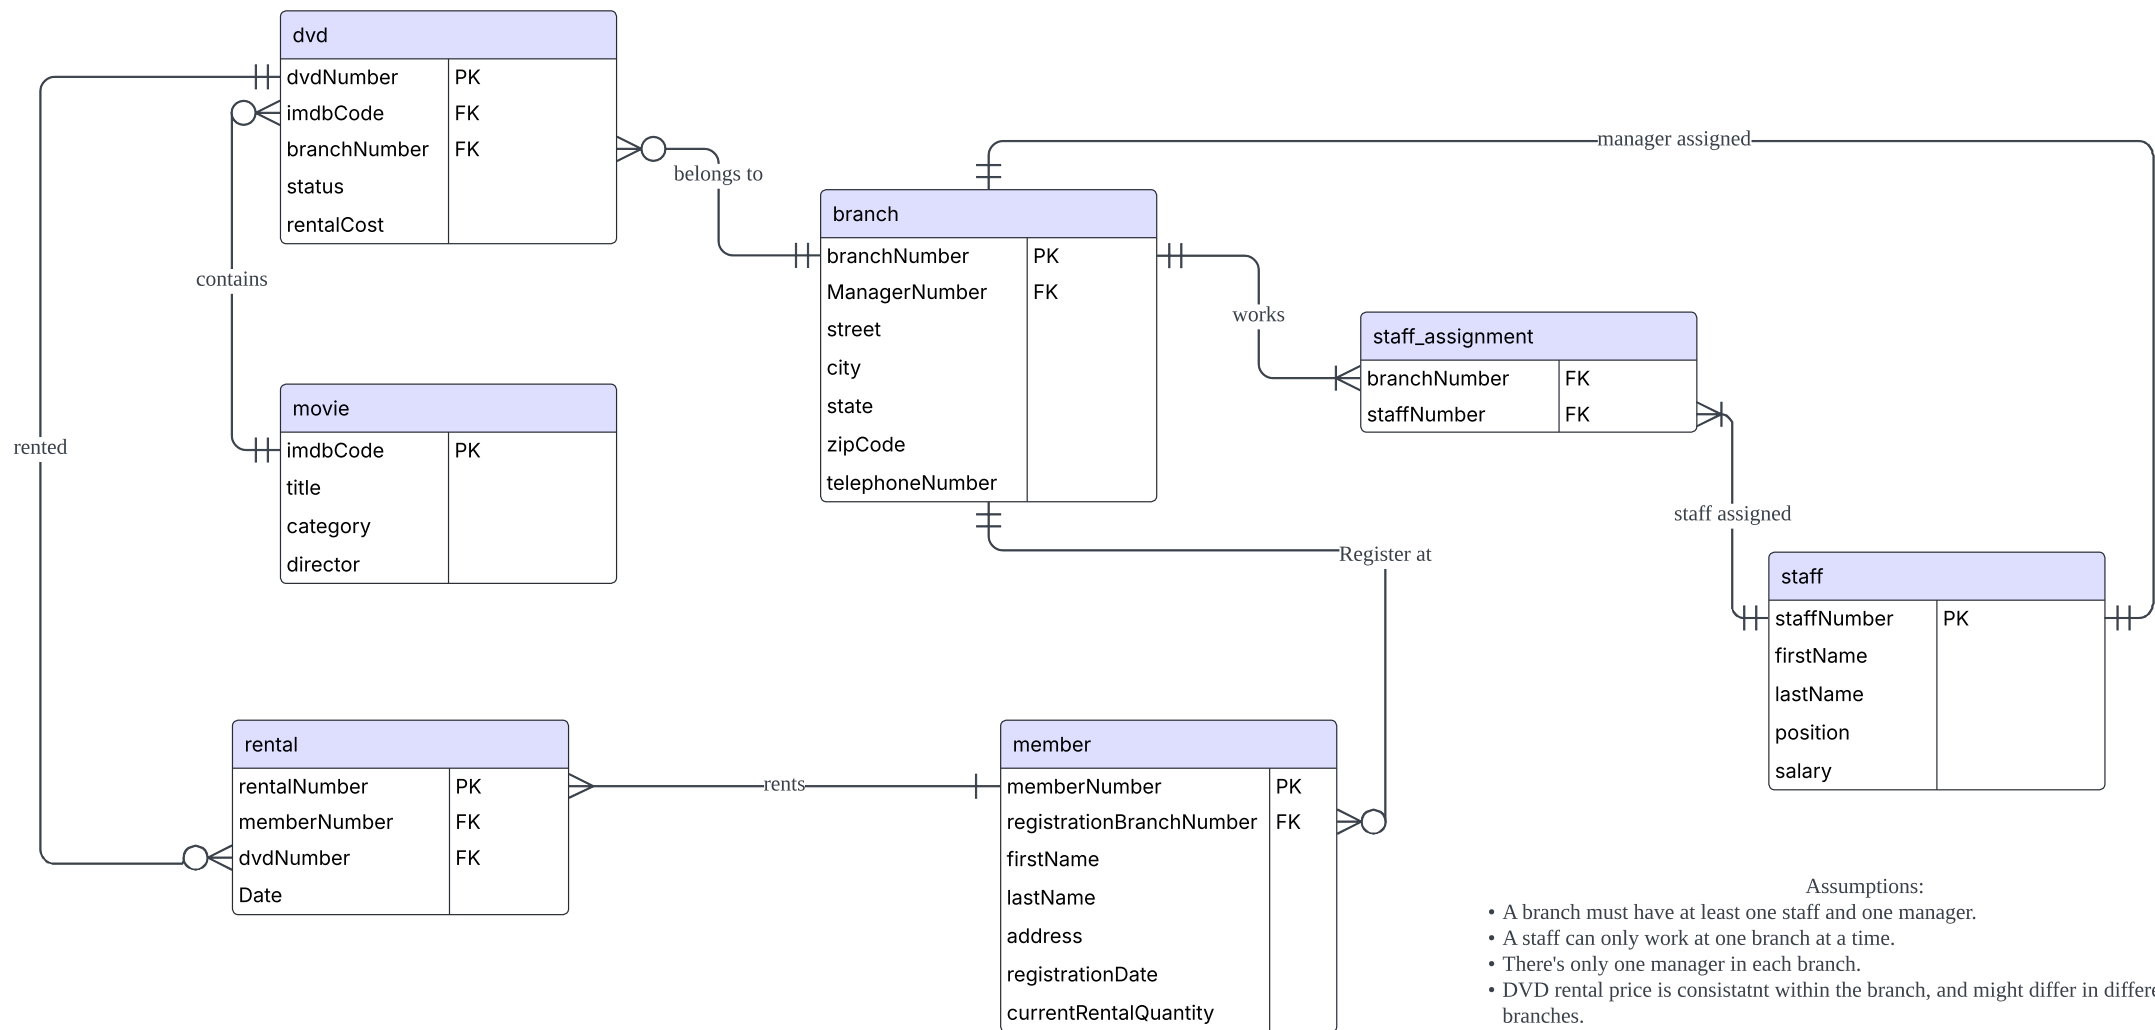 dvd
dvdNumber PK
imdbCode FK
branchNumber FK
status
rentalCost
belongs to
manager assigned
branch
branchNumber PK
ManagerNumber FK
street
city
state
zipCode
telephoneNumber
works
staff_assignment
branchNumber FK
staffNumber FK
contains
movie
imdbCode PK
title
category
director
rented
staff assigned
Register at
staff
staffNumber PK
firstName
lastName
position
salary
rental
rentalNumber PK
memberNumber FK
dvdNumber FK
Date
rents
member
memberNumber PK
registrationBranchNumber FK
firstName
lastName
address
registrationDate
currentRentalQuantity
Assumptions:
• A branch must have at least one staff and one manager.
• A staff can only work at one branch at a time.
• There's only one manager in each branch.
• DVD rental price is consistatnt within the branch, and might differ in
branches.